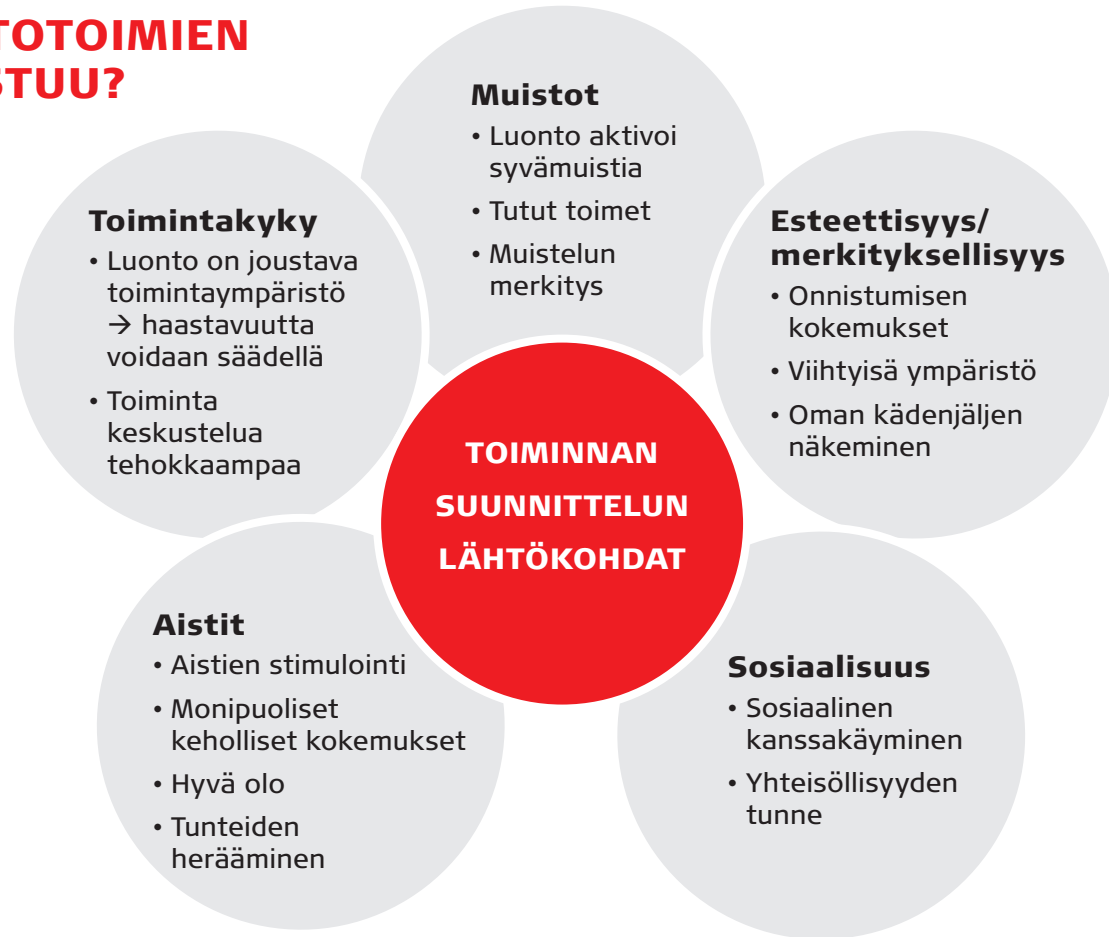 TOTOIMIEN
STUU?
Muistot
• Luonto aktivoi
syvämuistia
• Tutut toimet
• Muistelun
merkitys
Toimintakyky
• Luonto on joustava
toimintaympäristö
→ haastavuutta
voidaan säädellä
• Toiminta
keskustelua
tehokkaampaa
Esteettisyys/
merkityksellisyys
• Onnistumisen
kokemukset
• Viihtyisä ympäristö
• Oman kädenjäljen
näkeminen
TOIMINNAN
SUUNNITTELUN
LÄHTÖKOHDAT
Aistit
• Aistien stimulointi
• Monipuoliset
keholliset kokemukset
• Hyvä olo
• Tunteiden
herääminen
Sosiaalisuus
• Sosiaalinen
kanssakäyminen
• Yhteisöllisyyden
tunne